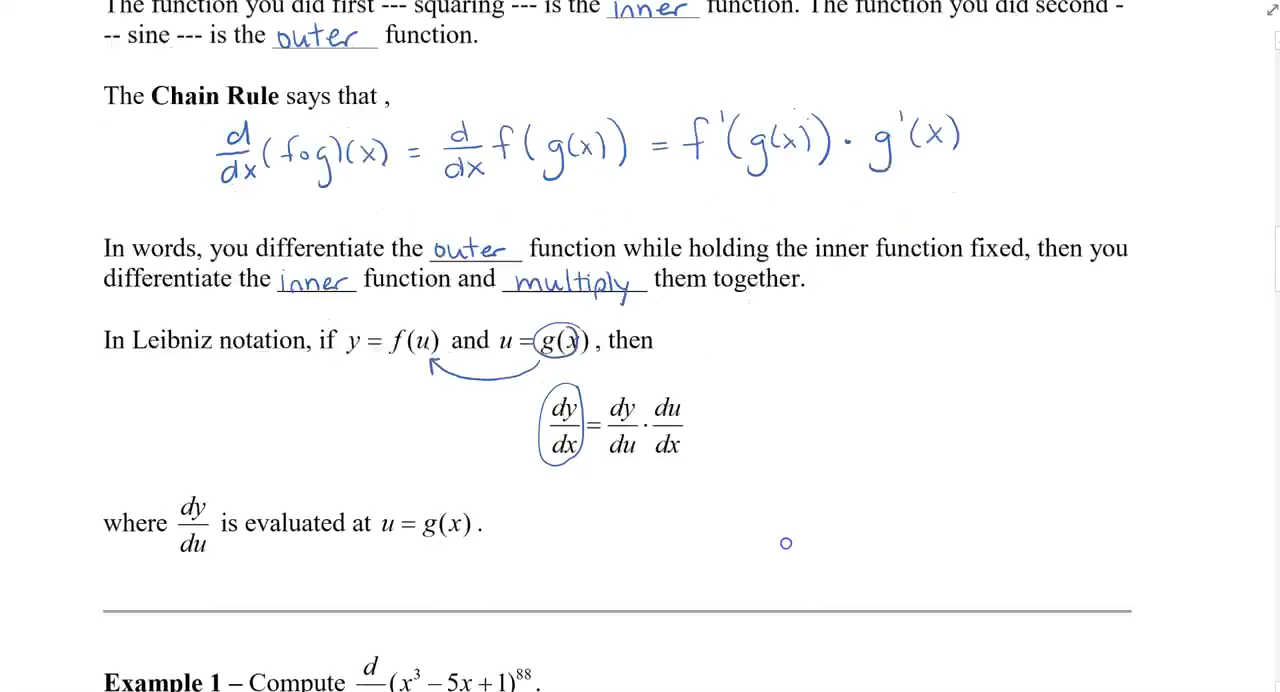 The function you did first --- squaring --- is the inner function. The function you did second -
-- sine --- is the outer function.
The Chain Rule says that ,
d/dx (f∘g)(x) = d/dx f(g(x)) = f'(g(x)) · g'(x)
In words, you differentiate the outer function while holding the inner function fixed, then you
differentiate the inner function and multiply them together.
In Leibniz notation, if y = f(u) and u = g(x), then
dy/dx = dy/du · du/dx
where dy/du is evaluated at u = g(x).
Example 1 – Compute d/ (x³ − 5x + 1)⁸⁸.